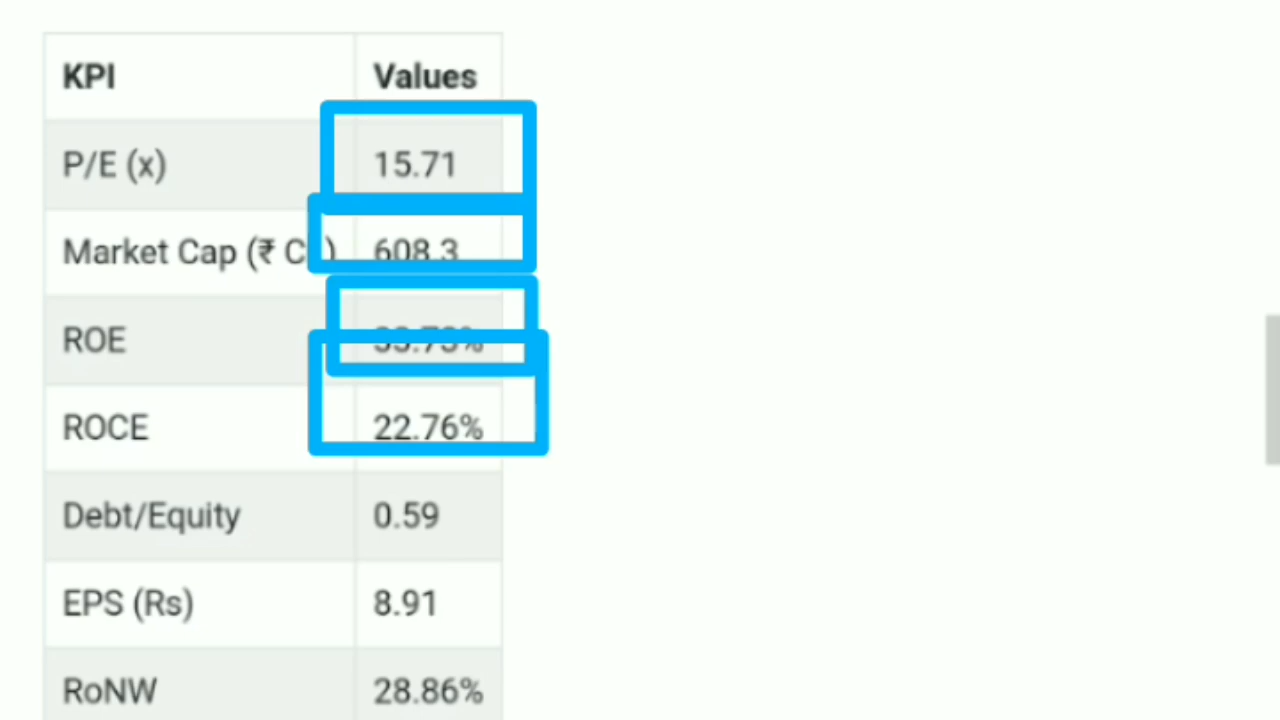 KPI Values
P/E (x) 15.71
Market Cap (₹ C) 608.3
ROE
ROCE 22.76%
Debt/Equity 0.59
EPS (Rs) 8.91
RoNW 28.86%